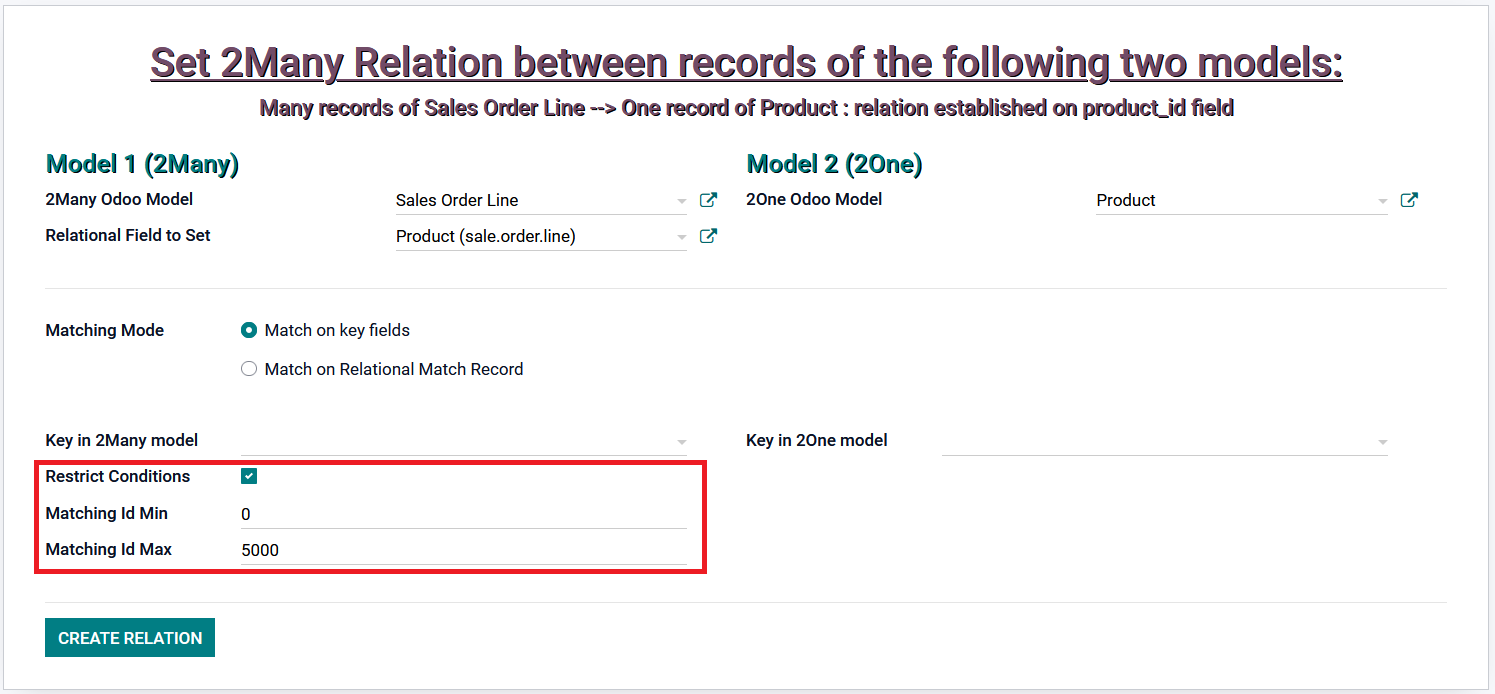 Set 2Many Relation between records of the following two models:
Many records of Sales Order Line --> One record of Product : relation established on product_id field
Model 1 (2Many)
2Many Odoo Model
Sales Order Line
Relational Field to Set
Product (sale.order.line)
Model 2 (2One)
2One Odoo Model
Product
Matching Mode
Match on key fields
Match on Relational Match Record
Key in 2Many model
Key in 2One model
Restrict Conditions
Matching Id Min
0
Matching Id Max
5000
CREATE RELATION